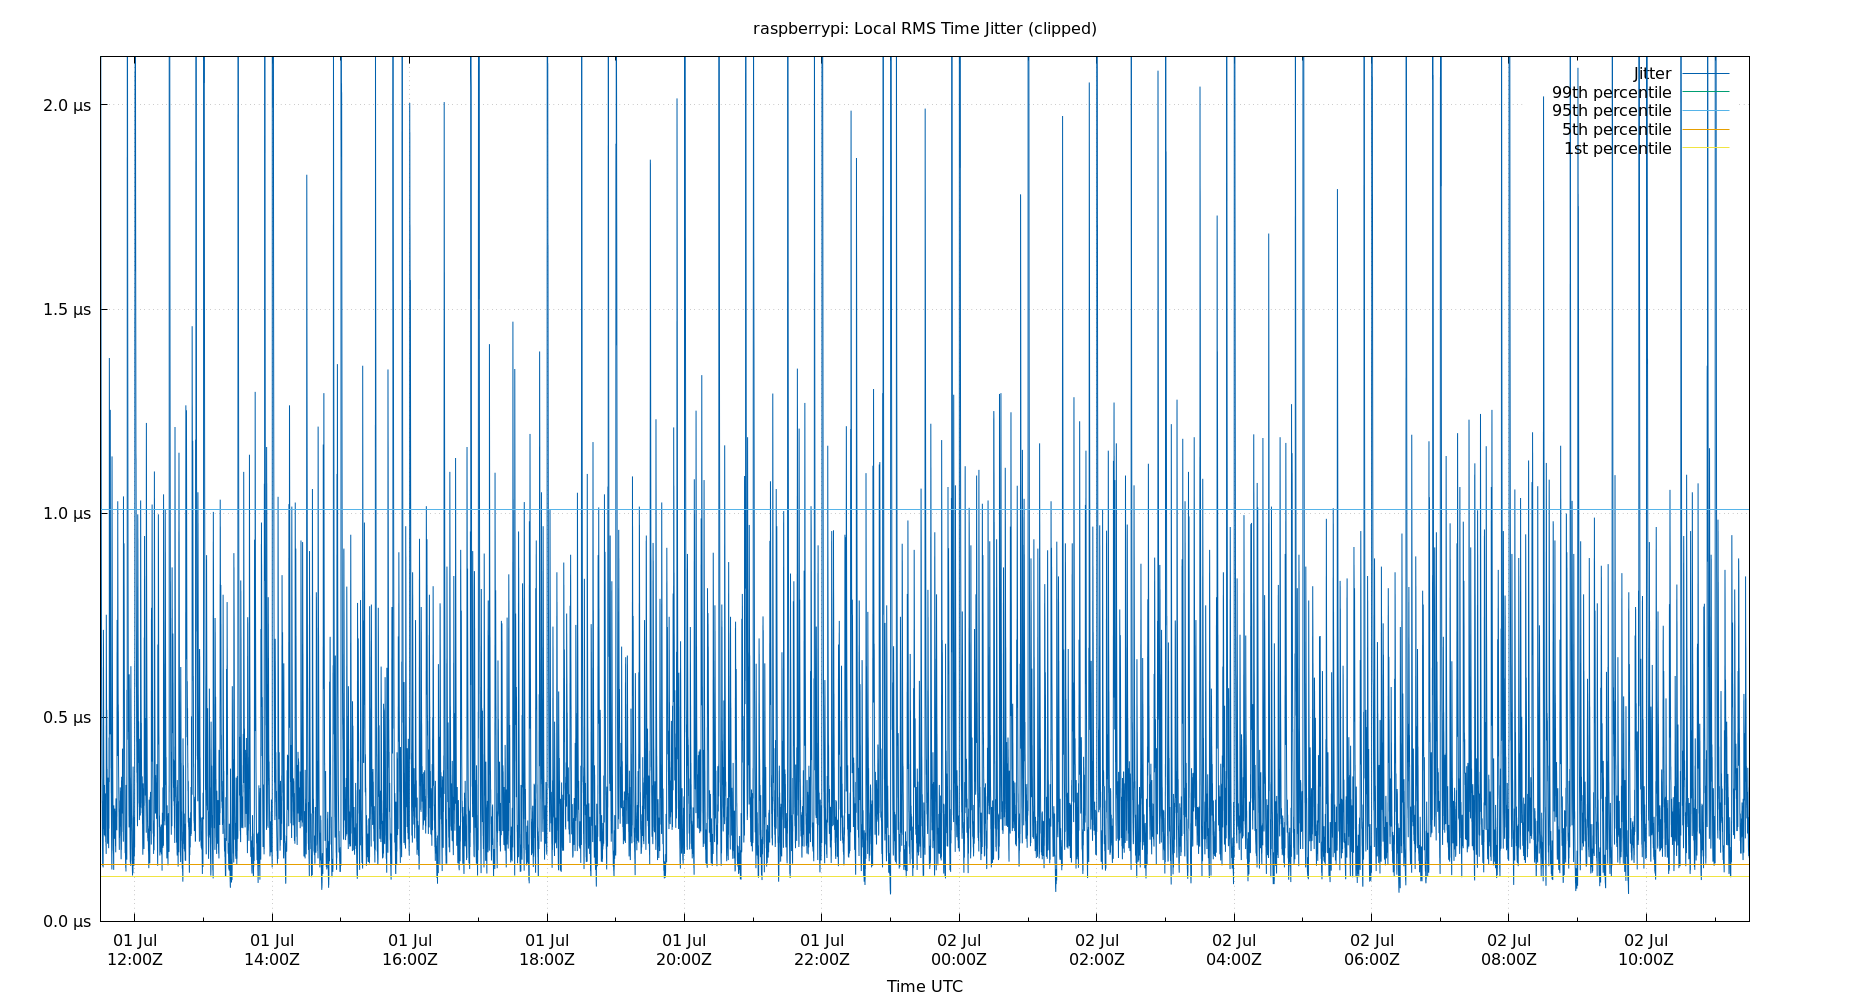 raspberrypi: Local RMS Time Jitter (clipped)
Jitter
99th percentile
95th percentile
5th percentile
1st percentile
2.0 µs
1.5 µs
1.0 µs
0.5 µs
0.0 µs
01 Jul 01 Jul 01 Jul 01 Jul 01 Jul 01 Jul 02 Jul 02 Jul 02 Jul 02 Jul 02 Jul 02 Jul
12:00Z 14:00Z 16:00Z 18:00Z 20:00Z 22:00Z 00:00Z 02:00Z 04:00Z 06:00Z 08:00Z 10:00Z
Time UTC